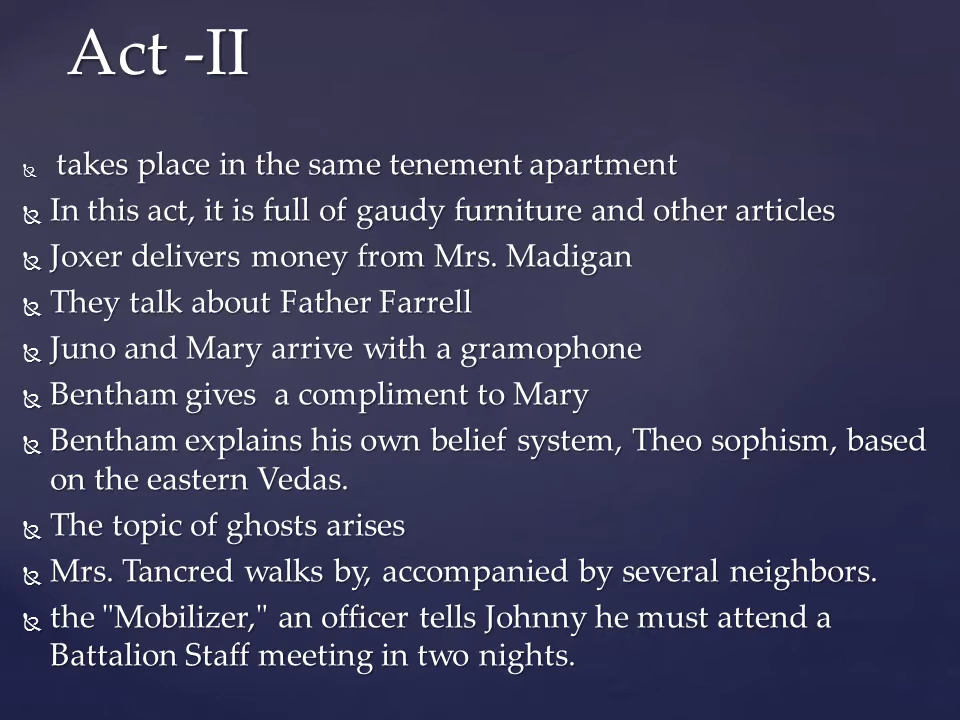 Act -II
takes place in the same tenement apartment
In this act, it is full of gaudy furniture and other articles
Joxer delivers money from Mrs. Madigan
They talk about Father Farrell
Juno and Mary arrive with a gramophone
Bentham gives  a compliment to Mary
Bentham explains his own belief system, Theo sophism, based
on the eastern Vedas.
The topic of ghosts arises
Mrs. Tancred walks by, accompanied by several neighbors.
the "Mobilizer," an officer tells Johnny he must attend a
Battalion Staff meeting in two nights.